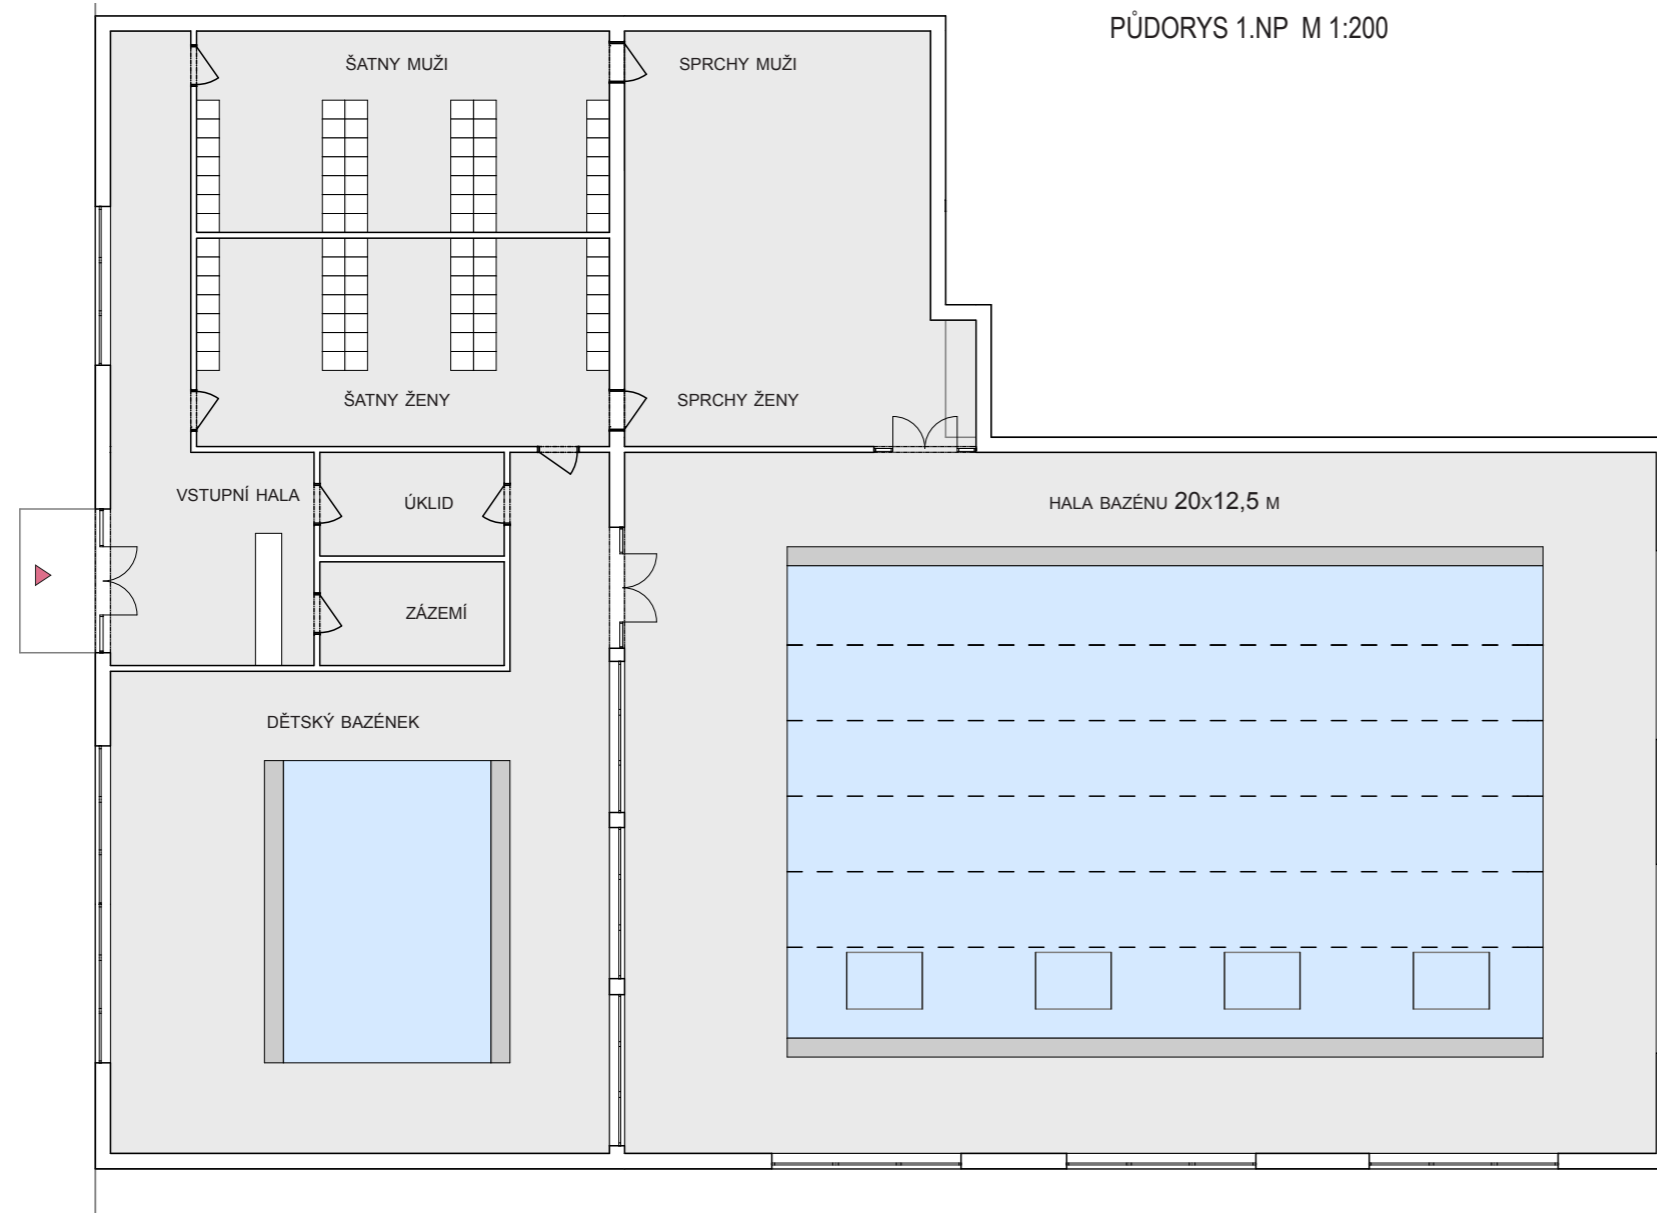 PŮDORYS 1.NP M 1:200
ŠATNY MUŽI
SPRCHY MUŽI
ŠATNY ŽENY
SPRCHY ŽENY
VSTUPNÍ HALA
ÚKLID
HALA BAZÉNU 20x12,5 M
ZÁZEMÍ
DĚTSKÝ BAZÉNEK